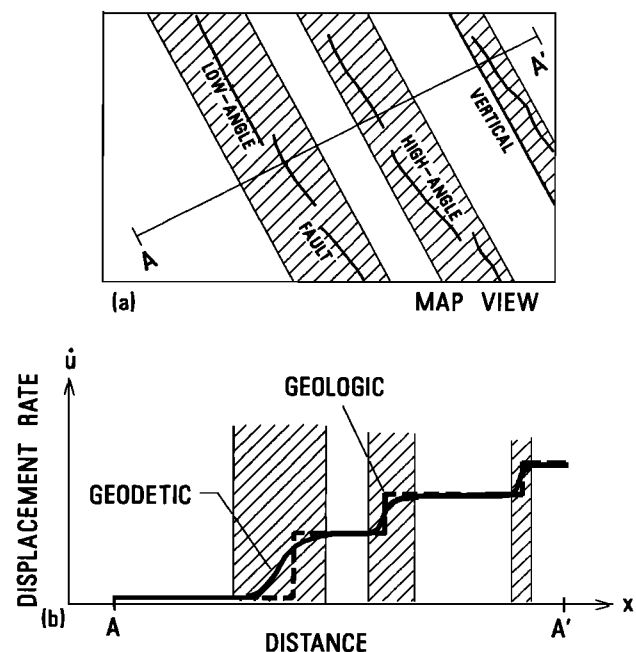 LOW-ANGLE
FAULT
HIGH-ANGLE
VERTICAL
A
A'
(a)
MAP VIEW
u̇
DISPLACEMENT RATE
GEOLOGIC
GEODETIC
(b)
A
A'
x
DISTANCE